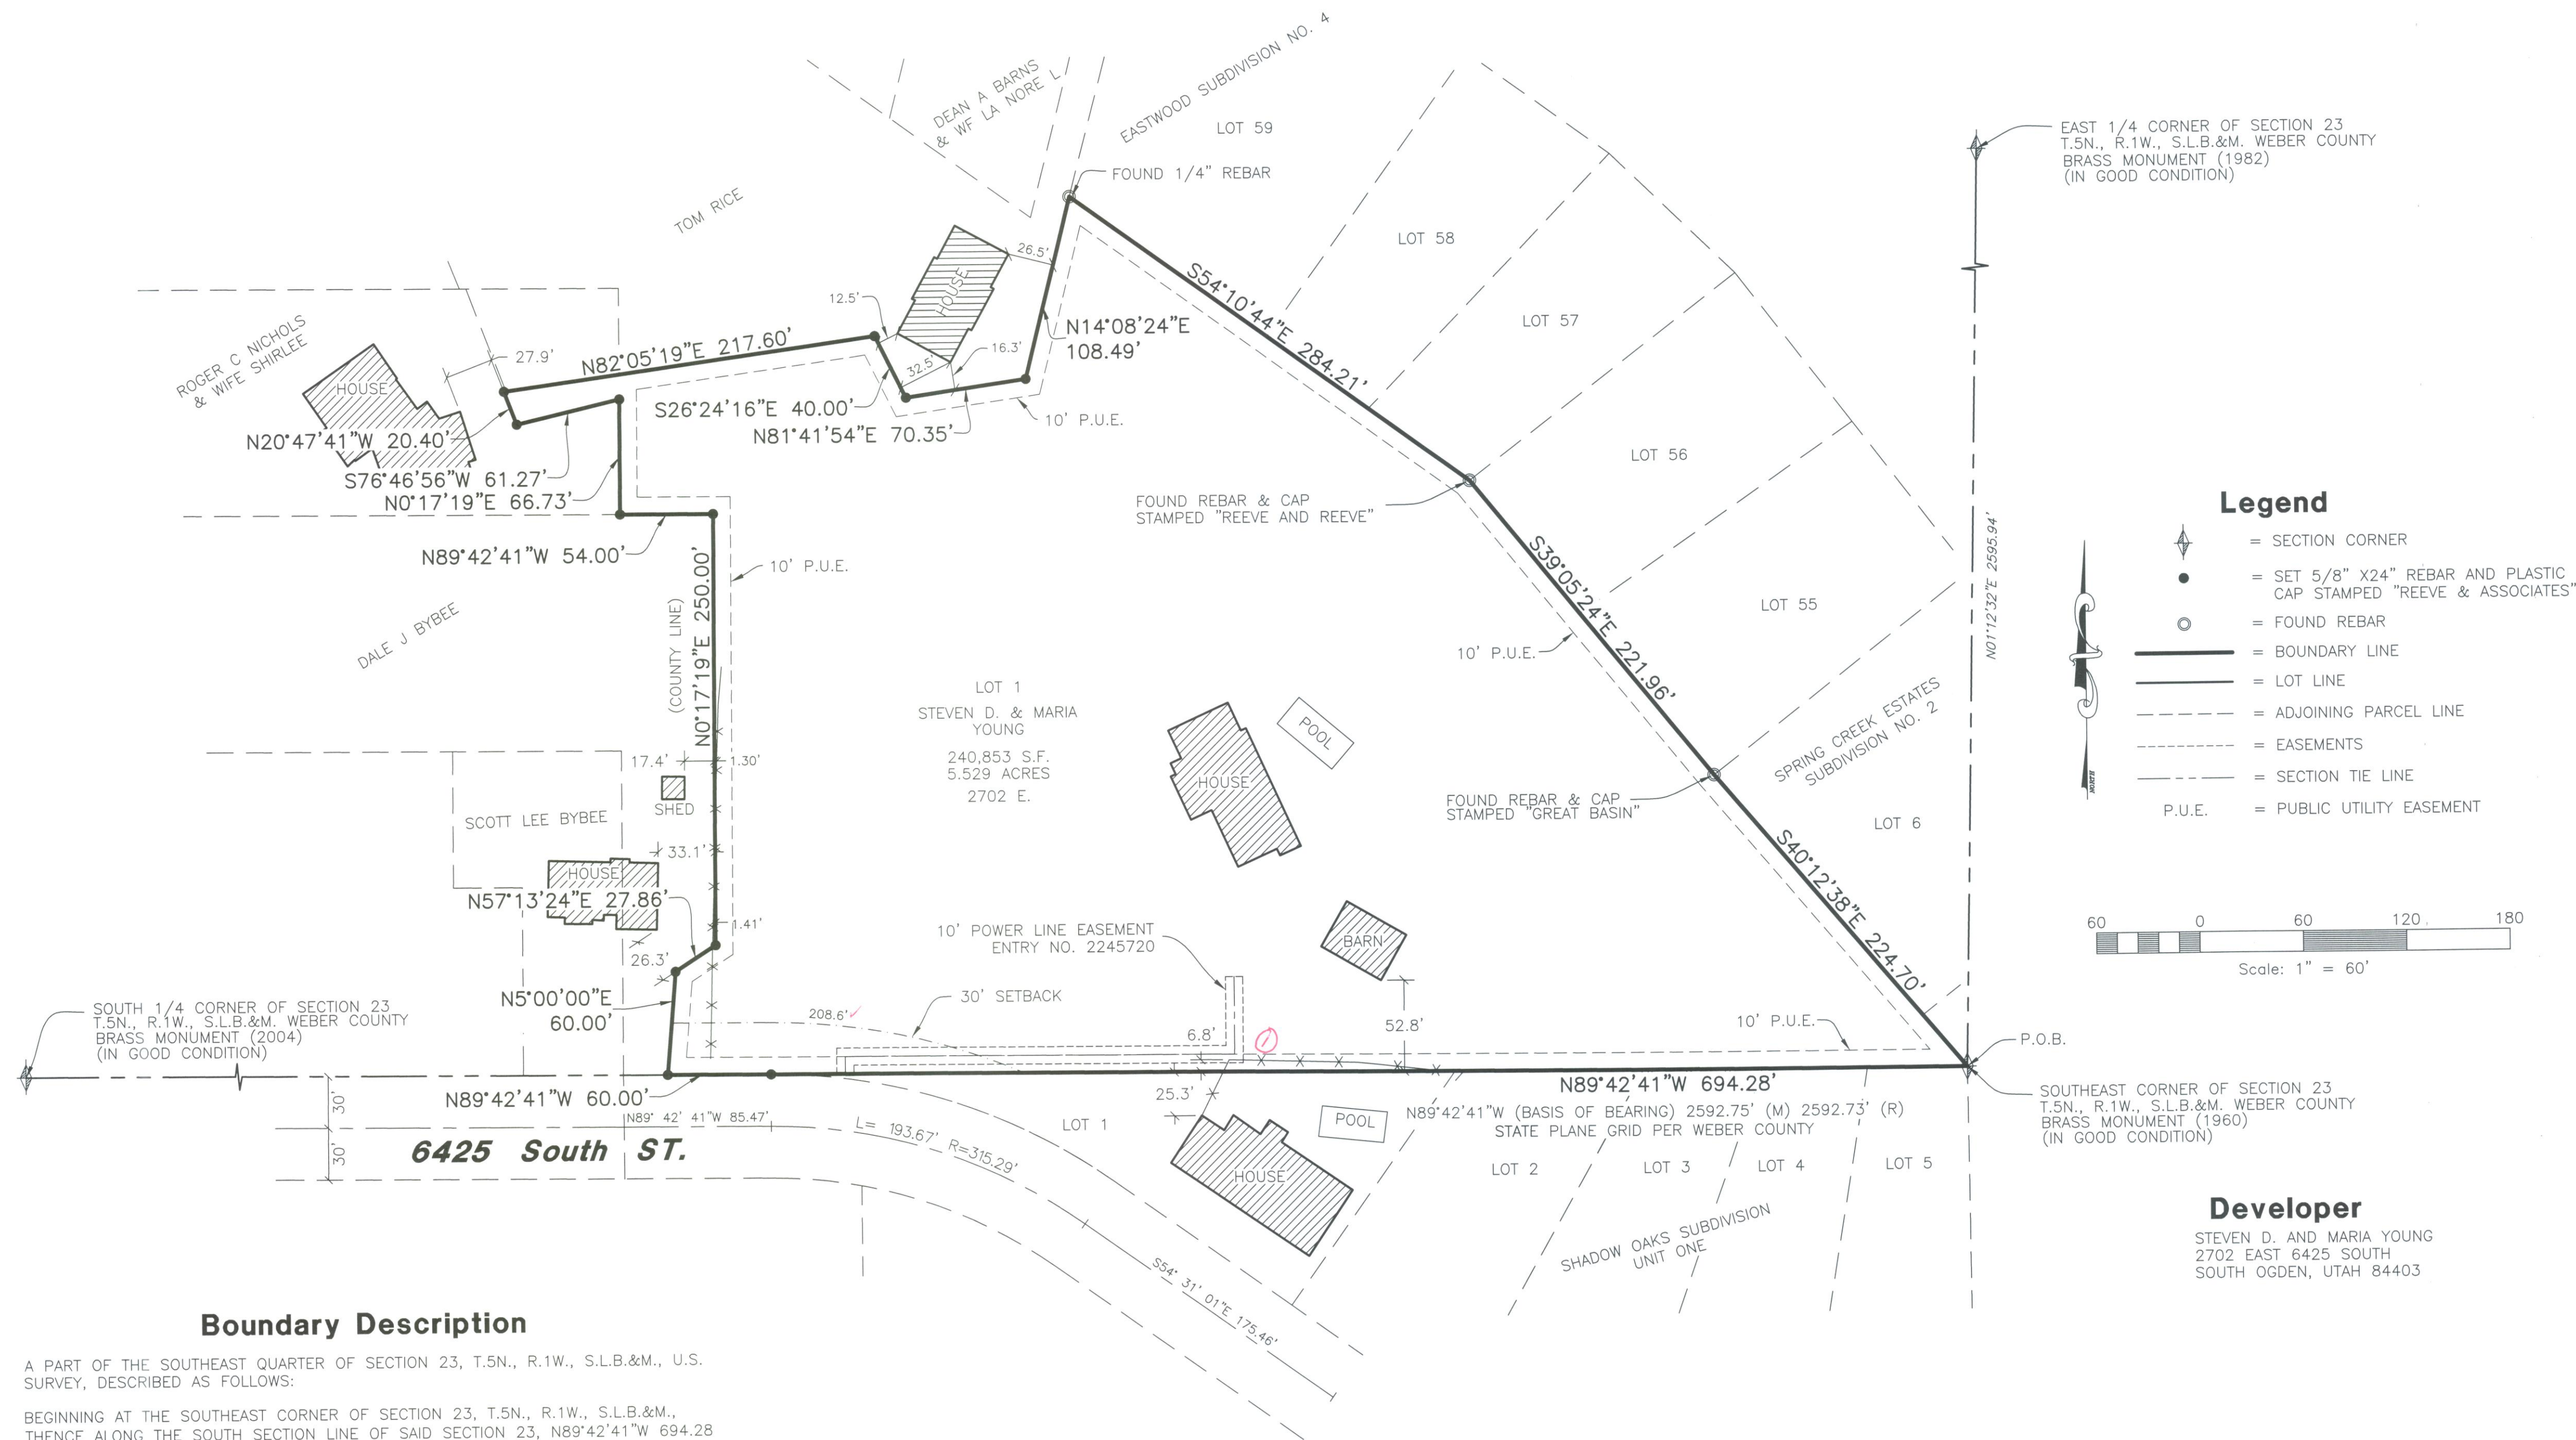 EASTWOOD SUBDIVISION NO. 4
DEAN A BARNS
& WF LA NORE L
LOT 59
EAST 1/4 CORNER OF SECTION 23
T.5N., R.1W., S.L.B.&M. WEBER COUNTY
BRASS MONUMENT (1982)
(IN GOOD CONDITION)
FOUND 1/4" REBAR
TOM RICE
LOT 58
HOUSE
26.5'
12.5'
32.5'
16.3'
N14°08'24"E
108.49'
S54°10'44"E 284.21'
LOT 57
ROGER C NICHOLS
& WIFE SHIRLEE
HOUSE
27.9'
N82°05'19"E 217.60'
S26°24'16"E 40.00'
N81°41'54"E 70.35'
10' P.U.E.
N20°47'41"W 20.40'
S76°46'56"W 61.27'
N0°17'19"E 66.73'
LOT 56
FOUND REBAR & CAP
STAMPED "REEVE AND REEVE"
N89°42'41"W 54.00'
10' P.U.E.
N0°17'19"E 250.00'
(COUNTY LINE)
DALE J BYBEE
S39°05'24"E 221.96'
10' P.U.E.
LOT 55
N01°12'32"E 2595.94'
Legend
= SECTION CORNER
= SET 5/8" X24" REBAR AND PLASTIC
CAP STAMPED "REEVE & ASSOCIATES"
= FOUND REBAR
= BOUNDARY LINE
= LOT LINE
= ADJOINING PARCEL LINE
= EASEMENTS
= SECTION TIE LINE
P.U.E. = PUBLIC UTILITY EASEMENT
NORTH
LOT 1
STEVEN D. & MARIA
YOUNG
240,853 S.F.
5.529 ACRES
2702 E.
POOL
HOUSE
SPRING CREEK ESTATES
SUBDIVISION NO. 2
FOUND REBAR & CAP
STAMPED "GREAT BASIN"
LOT 6
17.4'
1.30'
SHED
SCOTT LEE BYBEE
33.1'
HOUSE
N57°13'24"E 27.86'
1.41'
26.3'
S40°12'38"E 224.70'
10' POWER LINE EASEMENT
ENTRY NO. 2245720
BARN
60 0 60 120 180
Scale: 1" = 60'
N5°00'00"E
60.00'
30' SETBACK
208.6'
6.8'
1
52.8'
10' P.U.E.
P.O.B.
SOUTH 1/4 CORNER OF SECTION 23
T.5N., R.1W., S.L.B.&M. WEBER COUNTY
BRASS MONUMENT (2004)
(IN GOOD CONDITION)
N89°42'41"W 60.00'
N89°42'41"W 694.28'
N89°42'41"W (BASIS OF BEARING) 2592.75' (M) 2592.73' (R)
STATE PLANE GRID PER WEBER COUNTY
SOUTHEAST CORNER OF SECTION 23
T.5N., R.1W., S.L.B.&M. WEBER COUNTY
BRASS MONUMENT (1960)
(IN GOOD CONDITION)
30'
30'
N89° 42' 41"W 85.47'
6425 South ST.
L= 193.67' R=315.29'
LOT 1
25.3'
POOL
HOUSE
LOT 2
LOT 3
LOT 4
LOT 5
SHADOW OAKS SUBDIVISION
UNIT ONE
S54° 31' 01"E 175.46'
Developer
STEVEN D. AND MARIA YOUNG
2702 EAST 6425 SOUTH
SOUTH OGDEN, UTAH 84403
Boundary Description
A PART OF THE SOUTHEAST QUARTER OF SECTION 23, T.5N., R.1W., S.L.B.&M., U.S.
SURVEY, DESCRIBED AS FOLLOWS:
BEGINNING AT THE SOUTHEAST CORNER OF SECTION 23, T.5N., R.1W., S.L.B.&M.,
THENCE ALONG THE SOUTH SECTION LINE OF SAID SECTION 23, N89°42'41"W 694.28